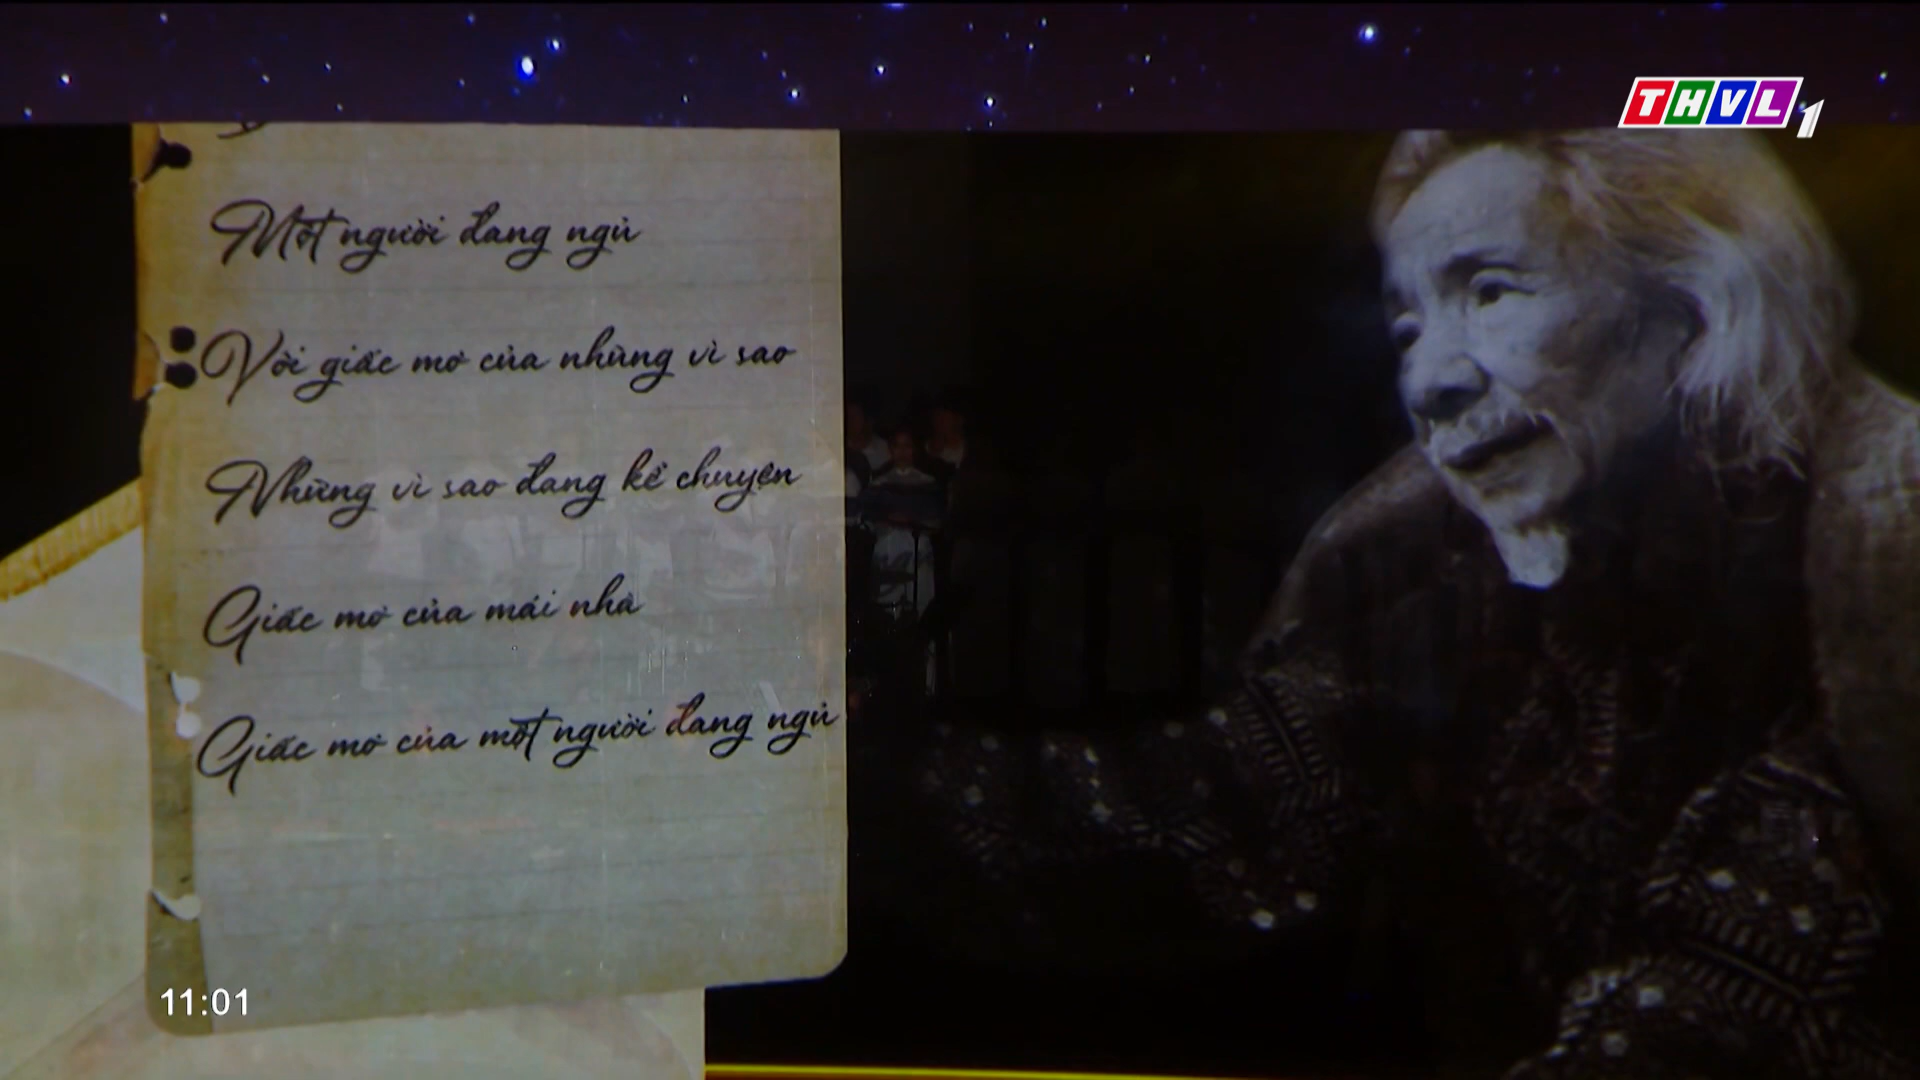 THVL1
Một người đang ngủ
Với giấc mơ của những vì sao
Những vì sao đang kể chuyện
Giấc mơ của mái nhà
Giấc mơ của một người đang ngủ
11:01